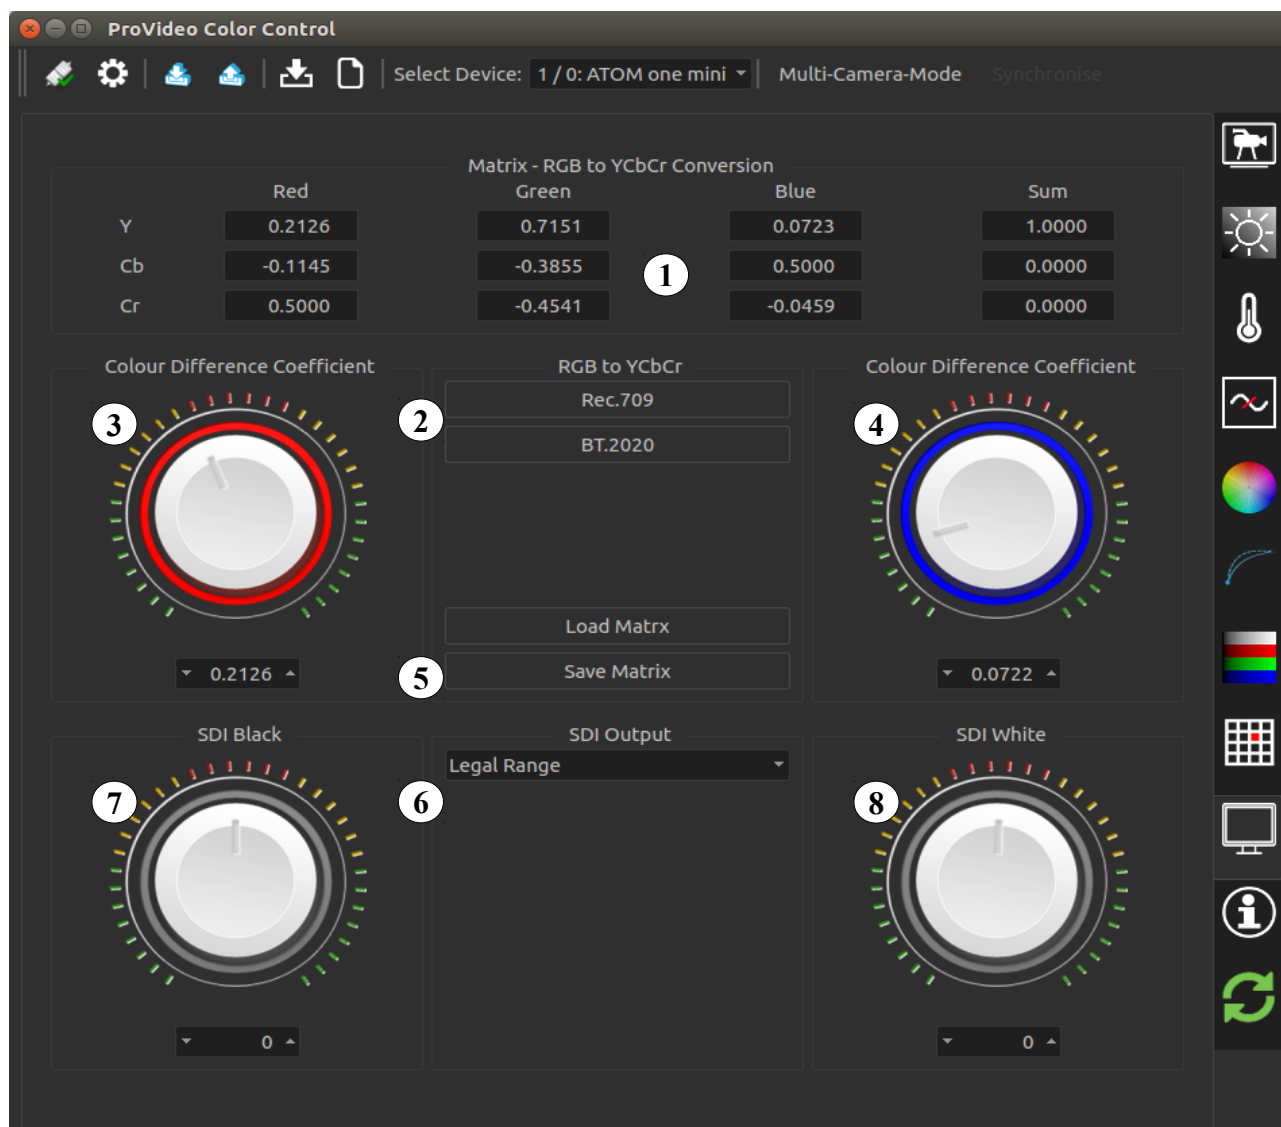 ProVideo Color Control
Select Device: 1 / 0: ATOM one mini Multi-Camera-Mode Synchronise
Matrix - RGB to YCbCr Conversion
Red Green Blue Sum
Y 0.2126 0.7151 0.0723 1.0000
Cb -0.1145 -0.3855 0.5000 0.0000
1
Cr 0.5000 -0.4541 -0.0459 0.0000
Colour Difference Coefficient RGB to YCbCr Colour Difference Coefficient
Rec.709
3 2 4
BT.2020
Load Matrx
5 Save Matrix
0.2126 0.0722
SDI Black SDI Output SDI White
Legal Range
7 6 8
0 0